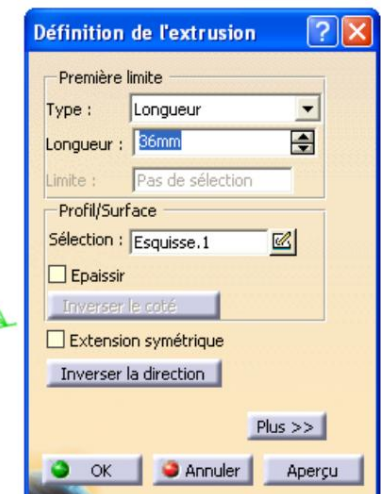 Définition de l'extrusion
Première limite
Type : Longueur
Longueur : 36mm
Limite : Pas de sélection
Profil/Surface
Sélection : Esquisse.1
Epaissir
Inverser le coté
Extension symétrique
Inverser la direction
Plus >>
OK Annuler Aperçu